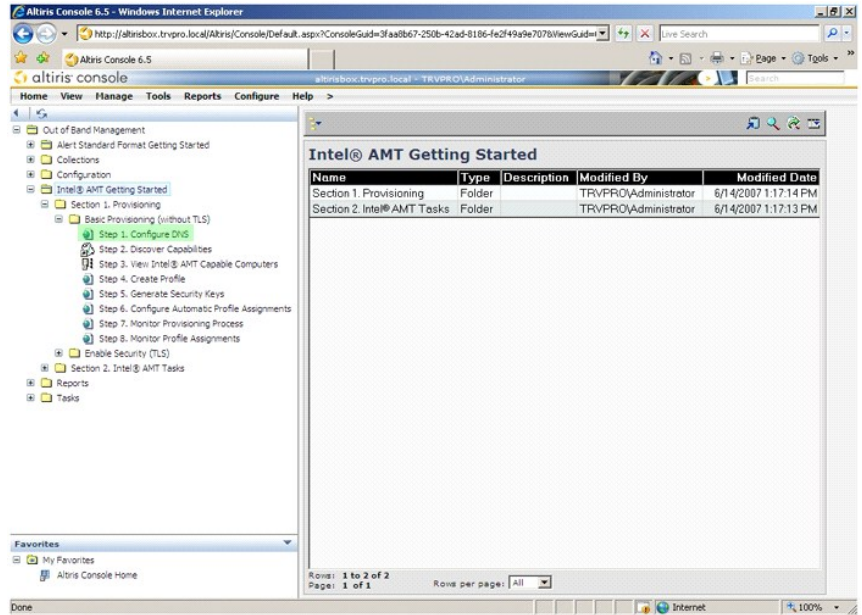 Altiris Console 6.5 - Windows Internet Explorer
http://altirisbox.trvpro.local/Altiris/Console/Default.aspx?ConsoleGuid=3faa8b67-250b-42ad-8186-fe2f49a9e707&ViewGuid=
Live Search
Altiris Console 6.5
Page
Tools
altiris console
altirisbox.trvpro.local - TRVPRO\Administrator
Search
Home View Manage Tools Reports Configure Help >
Out of Band Management
Alert Standard Format Getting Started
Collections
Configuration
Intel® AMT Getting Started
Section 1. Provisioning
Basic Provisioning (without TLS)
Step 1. Configure DNS
Step 2. Discover Capabilities
Step 3. View Intel® AMT Capable Computers
Step 4. Create Profile
Step 5. Generate Security Keys
Step 6. Configure Automatic Profile Assignments
Step 7. Monitor Provisioning Process
Step 8. Monitor Profile Assignments
Enable Security (TLS)
Section 2. Intel® AMT Tasks
Reports
Tasks
Intel® AMT Getting Started
Name Type Description Modified By Modified Date
Section 1. Provisioning Folder TRVPRO\Administrator 6/14/2007 1:17:14 PM
Section 2. Intel® AMT Tasks Folder TRVPRO\Administrator 6/14/2007 1:17:13 PM
Favorites
My Favorites
Altiris Console Home
Rows: 1 to 2 of 2
Page: 1 of 1
Rows per page: All
Done
Internet
100%